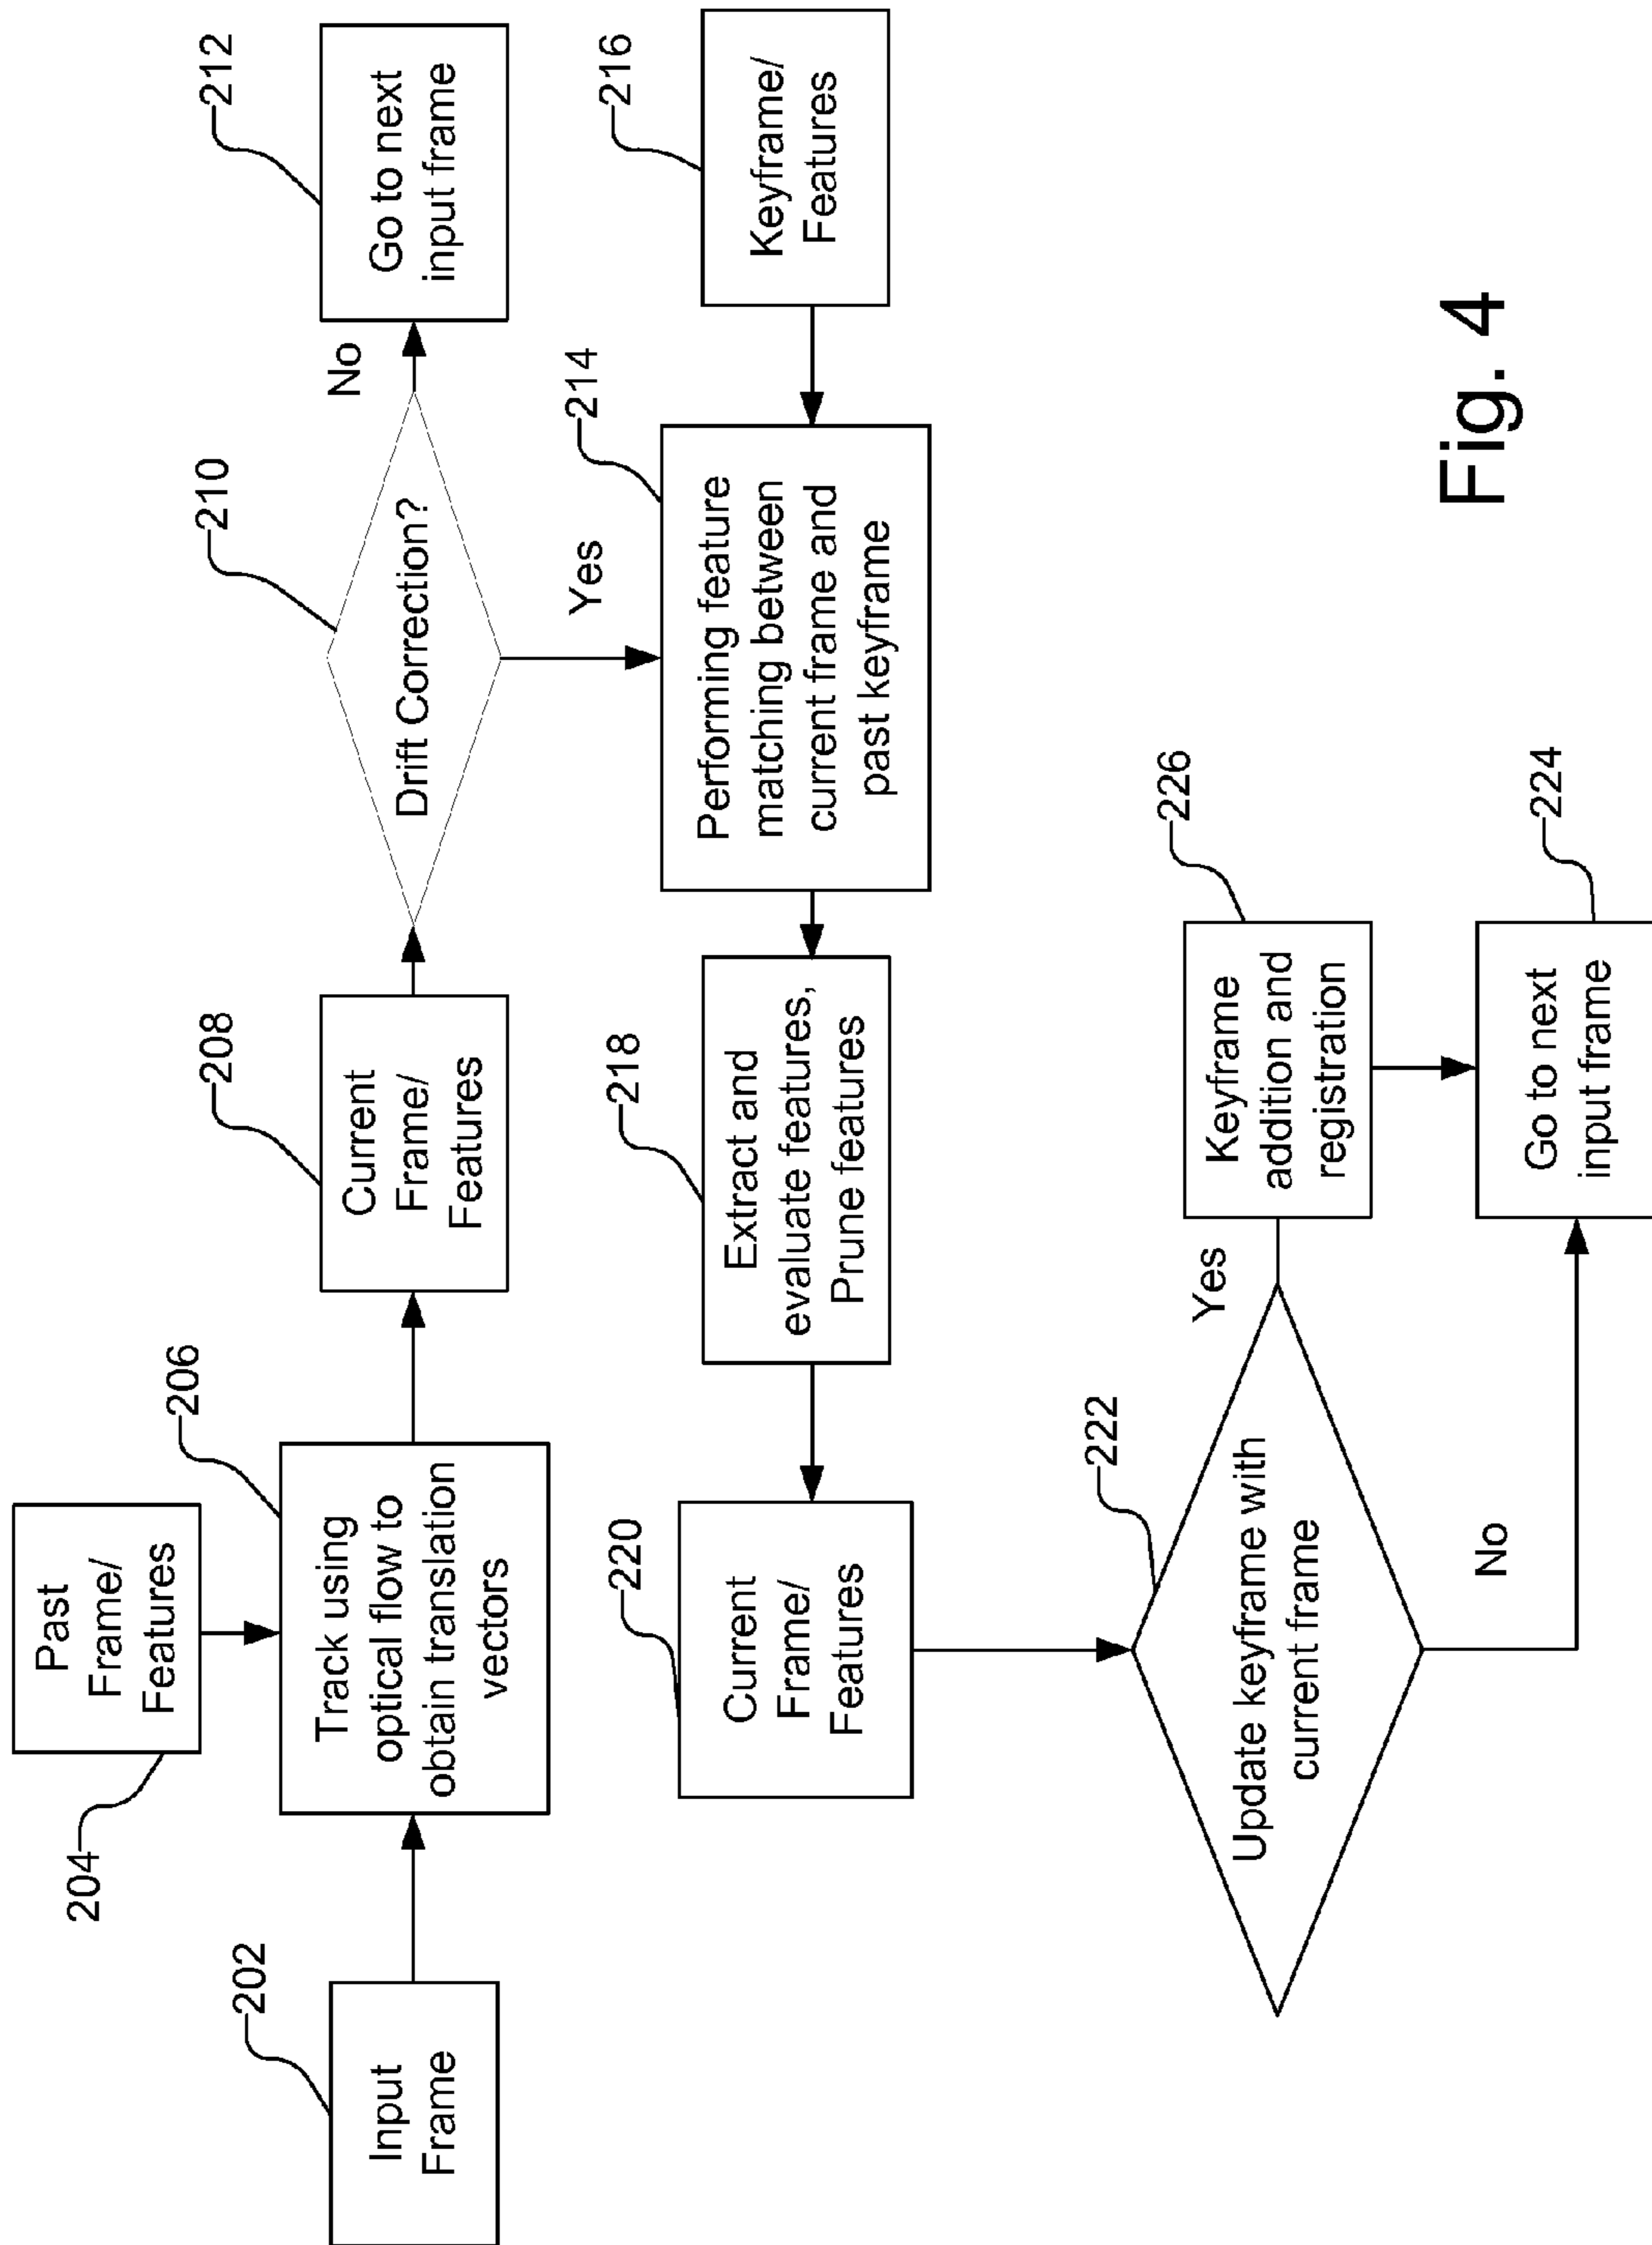 204
Past
Frame/
Features
202
Input
Frame
206
Track using
optical flow to
obtain translation
vectors
208
Current
Frame/
Features
210
Drift Correction?
No
212
Go to next
input frame
Yes
214
Performing feature
matching between
current frame and
past keyframe
216
Keyframe/
Features
218
Extract and
evaluate features,
Prune features
220
Current
Frame/
Features
222
Update keyframe with
current frame
Yes
226
Keyframe
addition and
registration
No
224
Go to next
input frame
Fig. 4